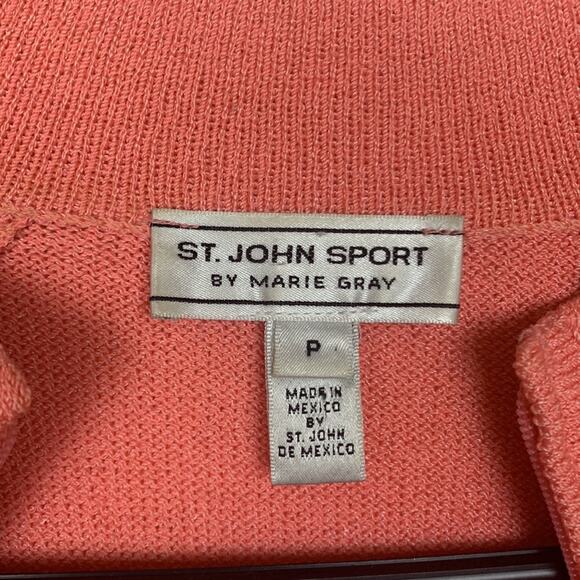 ST. JOHN SPORT
BY MARIE GRAY
P
MADE IN
MEXICO
BY
ST. JOHN
DE MEXICO